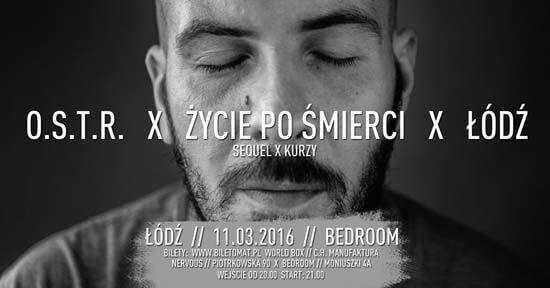 O.S.T.R. X ŻYCIE PO ŚMIERCI X ŁÓDŹ
SEQUEL X KURZY
ŁÓDŹ // 11.03.2016 // BEDROOM
BILETY: WWW.BILETOMAT.PL WORLD BOX // C.H. MANUFAKTURA
NERVOUS // PIOTRKOWSKA 90 X BEDROOM // MONIUSZKI 4A
WEJSCIE OD 20.00 START: 21.00